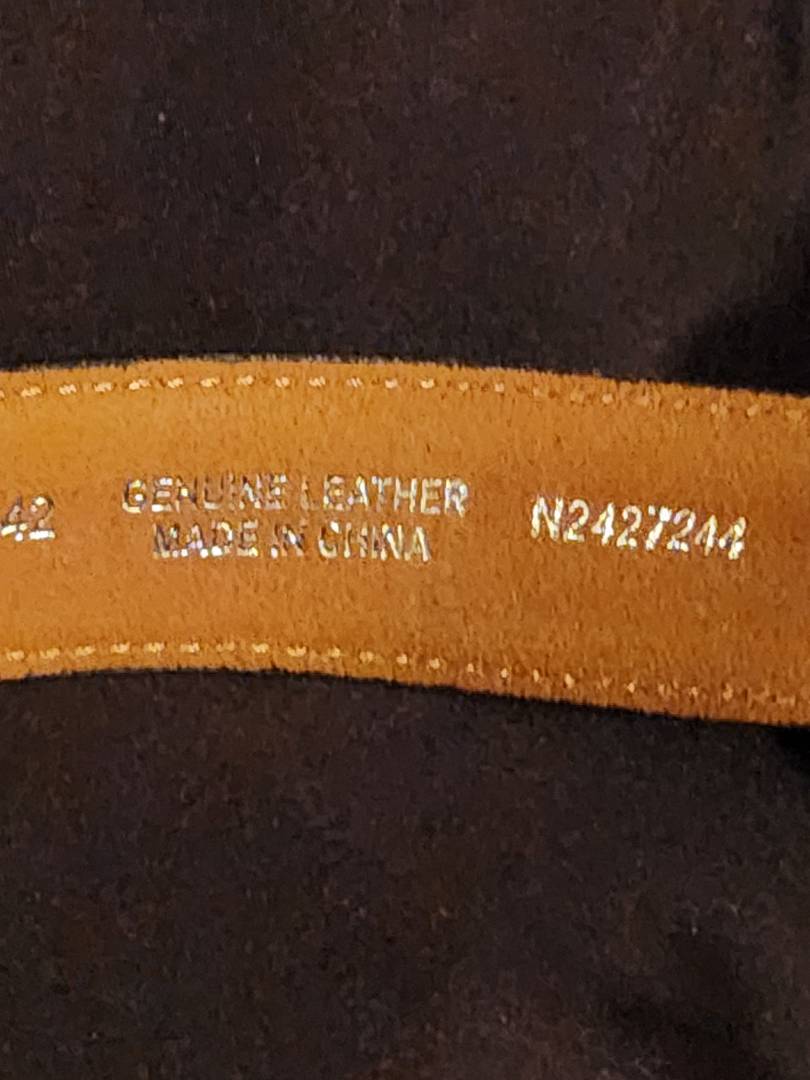 42
GENUINE LEATHER
MADE IN CHINA
N2427244